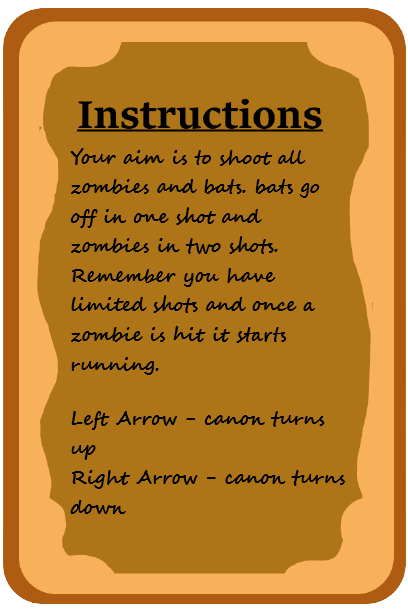 Instructions
Your aim is to shoot all
zombies and bats. bats go
off in one shot and
zombies in two shots.
Remember you have
limited shots and once a
zombie is hit it starts
running.
Left Arrow - canon turns
up
Right Arrow - canon turns
down